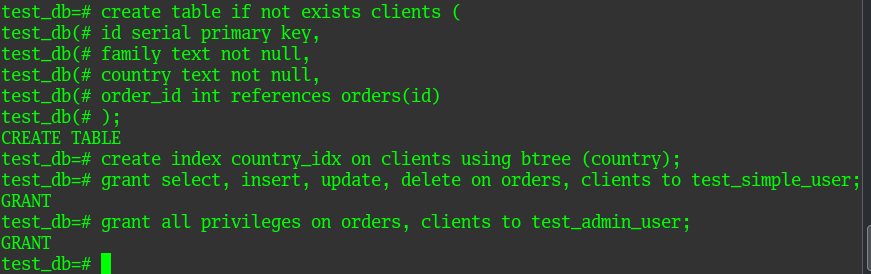 test_db=# create table if not exists clients (
test_db(# id serial primary key,
test_db(# family text not null,
test_db(# country text not null,
test_db(# order_id int references orders(id)
test_db(# );
CREATE TABLE
test_db=# create index country_idx on clients using btree (country);
test_db=# grant select, insert, update, delete on orders, clients to test_simple_user;
GRANT
test_db=# grant all privileges on orders, clients to test_admin_user;
GRANT
test_db=#